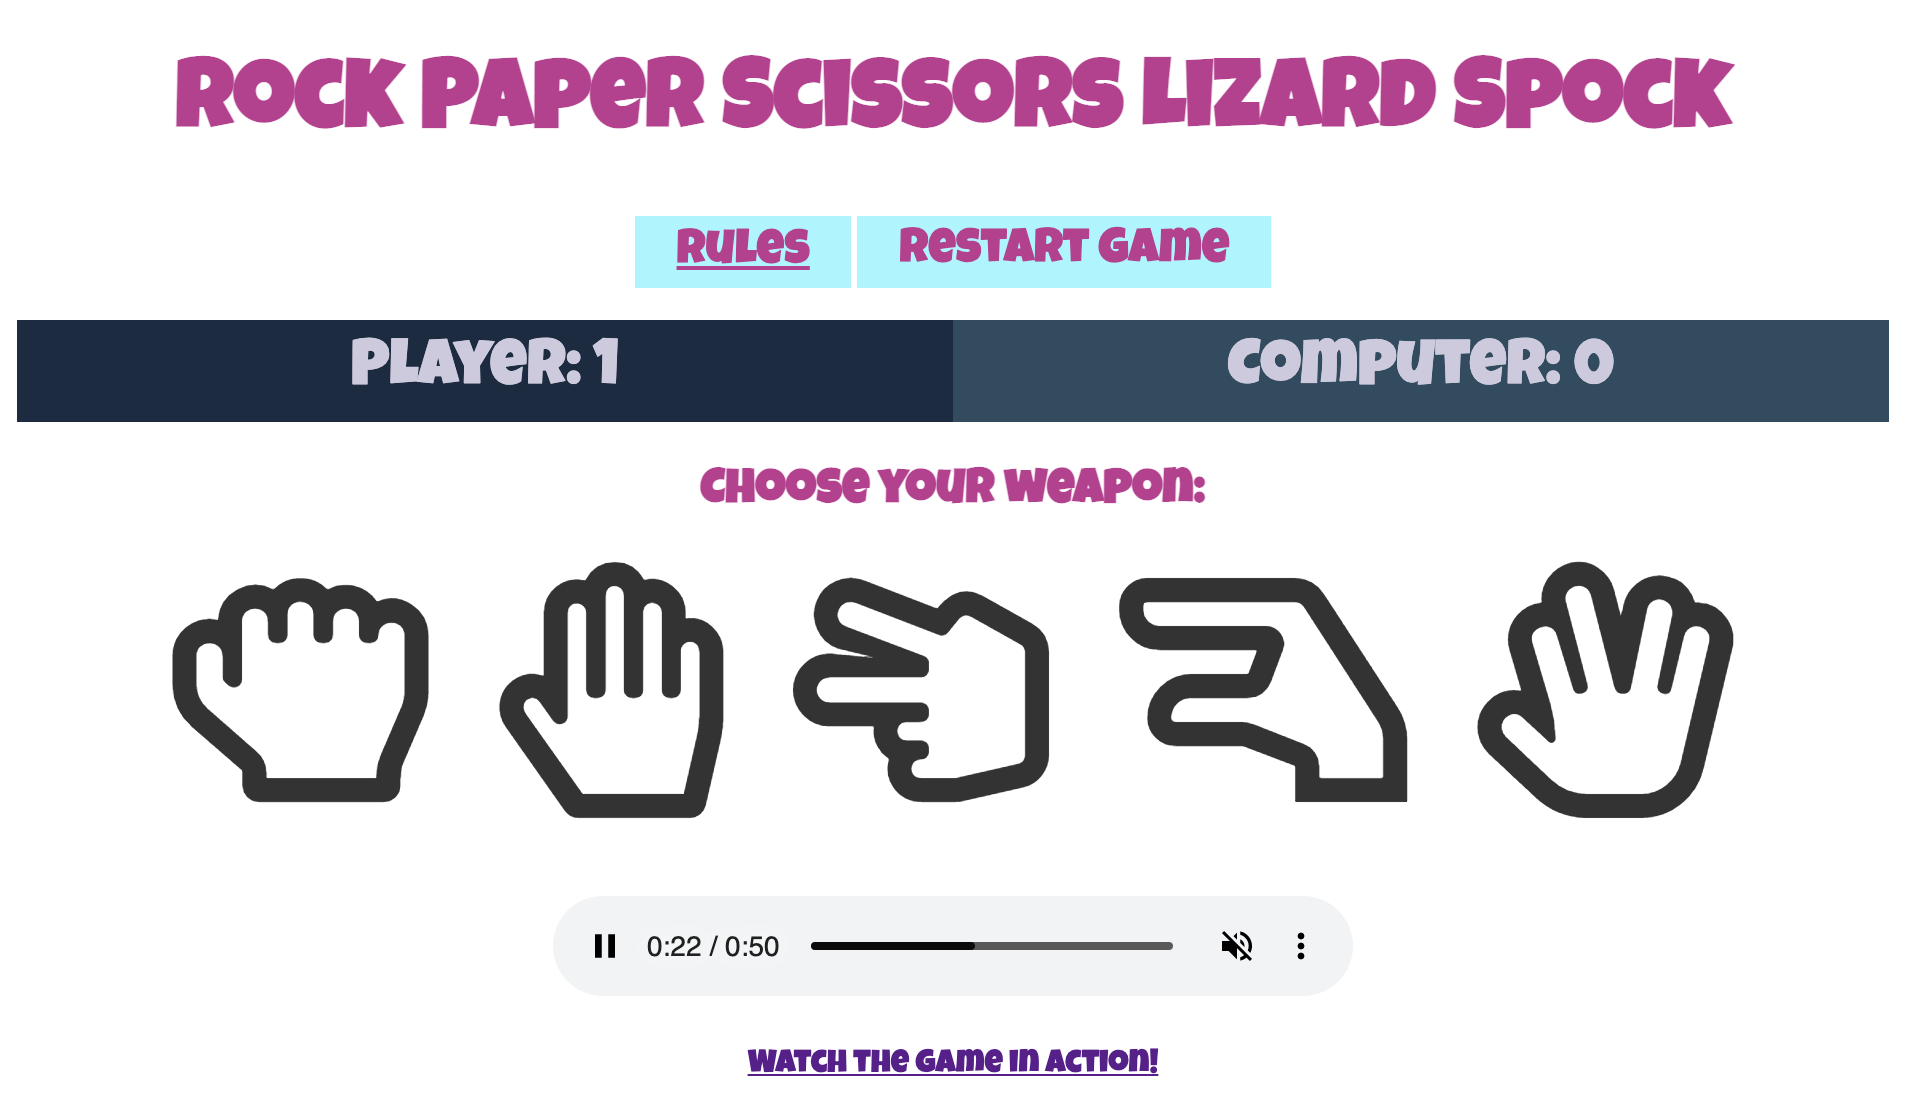 ROCK PAPER SCISSORS LIZARD SPOCK
RULES
RESTART GAME
PLAYER: 1
COMPUTER: 0
CHOOSE YOUR WEAPON:
0:22 / 0:50
WATCH THE GAME IN ACTION!